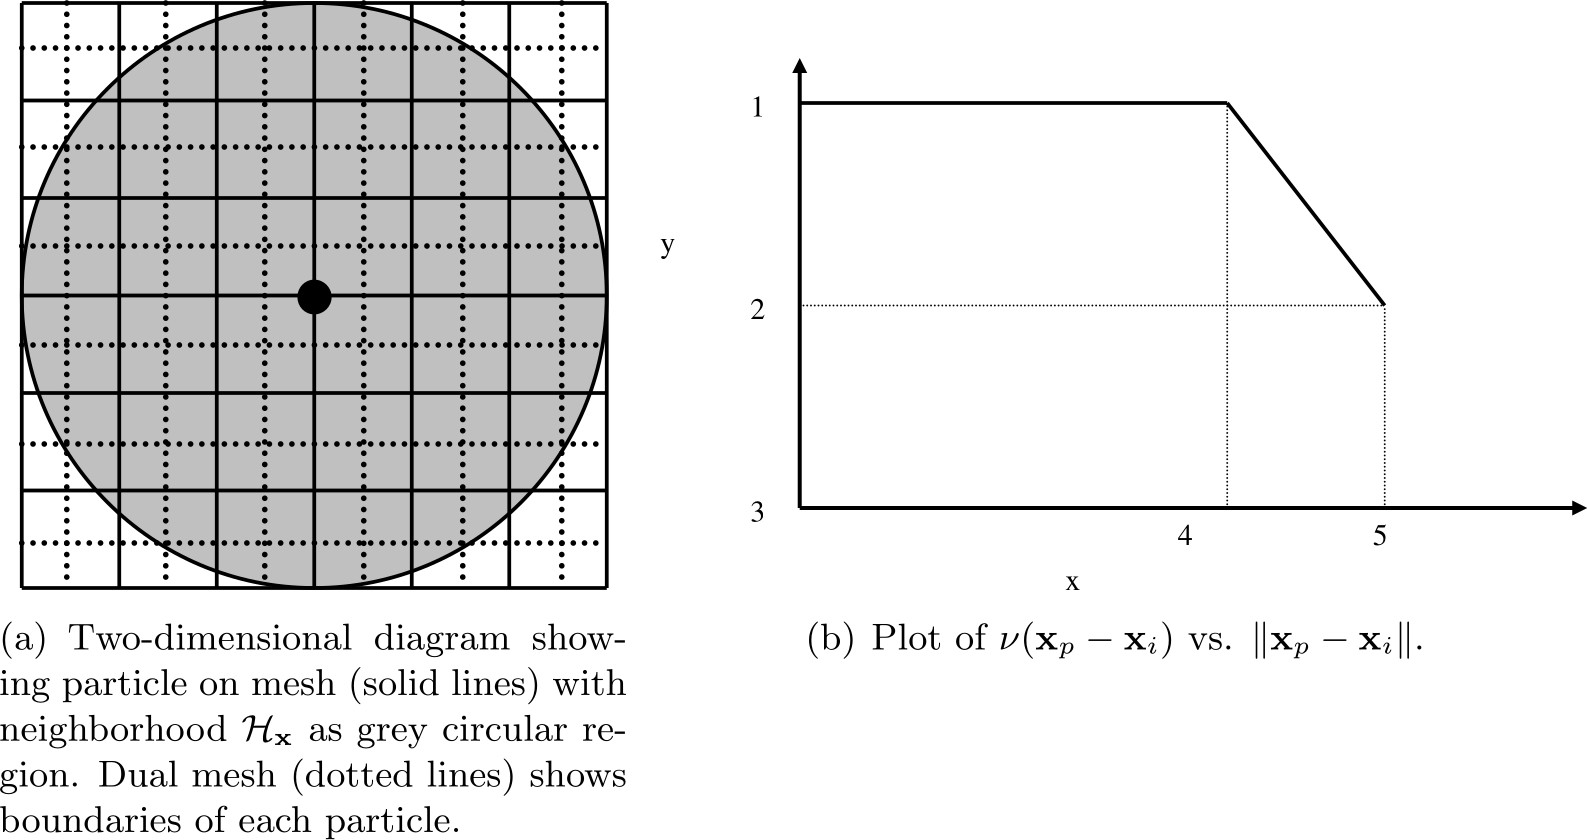 1
y
2
3
4
5
x
(a) Two-dimensional diagram show-
ing particle on mesh (solid lines) with
neighborhood ℋ𝐱 as grey circular re-
gion. Dual mesh (dotted lines) shows
boundaries of each particle.
(b) Plot of ν(𝐱ₚ − 𝐱ᵢ) vs. ‖𝐱ₚ − 𝐱ᵢ‖.